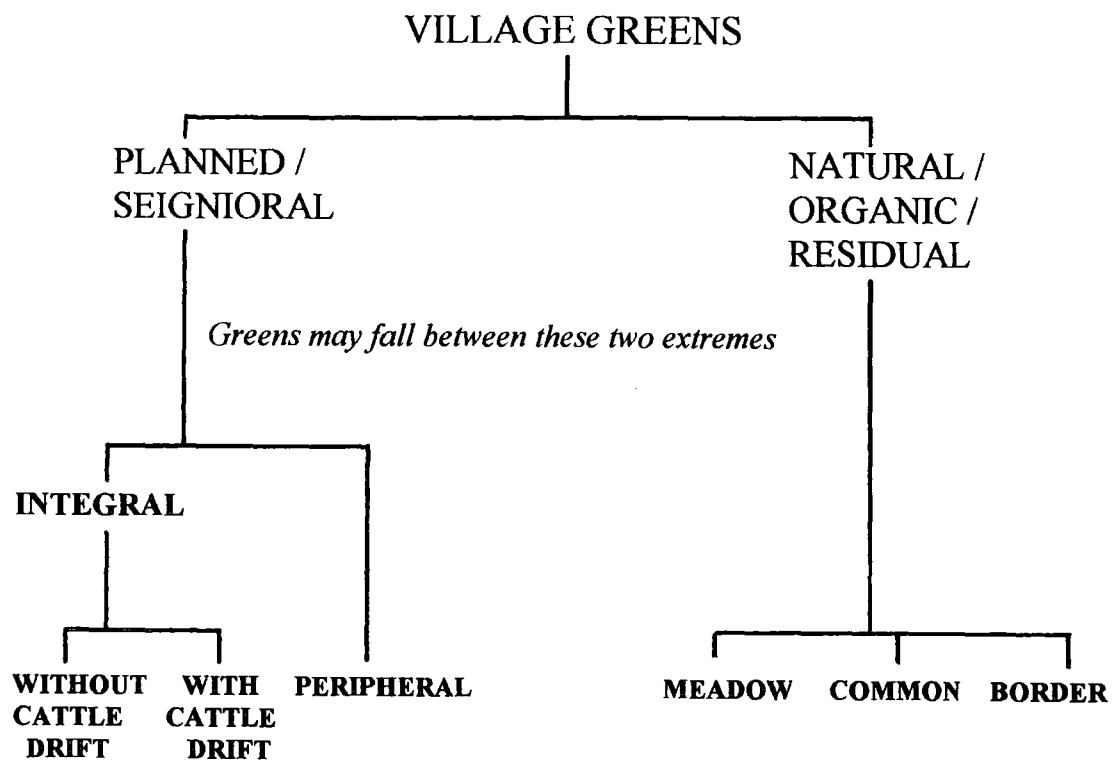 VILLAGE GREENS
PLANNED /
SEIGNIORAL
NATURAL /
ORGANIC /
RESIDUAL
Greens may fall between these two extremes
INTEGRAL
WITHOUT
CATTLE
DRIFT
WITH
CATTLE
DRIFT
PERIPHERAL
MEADOW
COMMON
BORDER